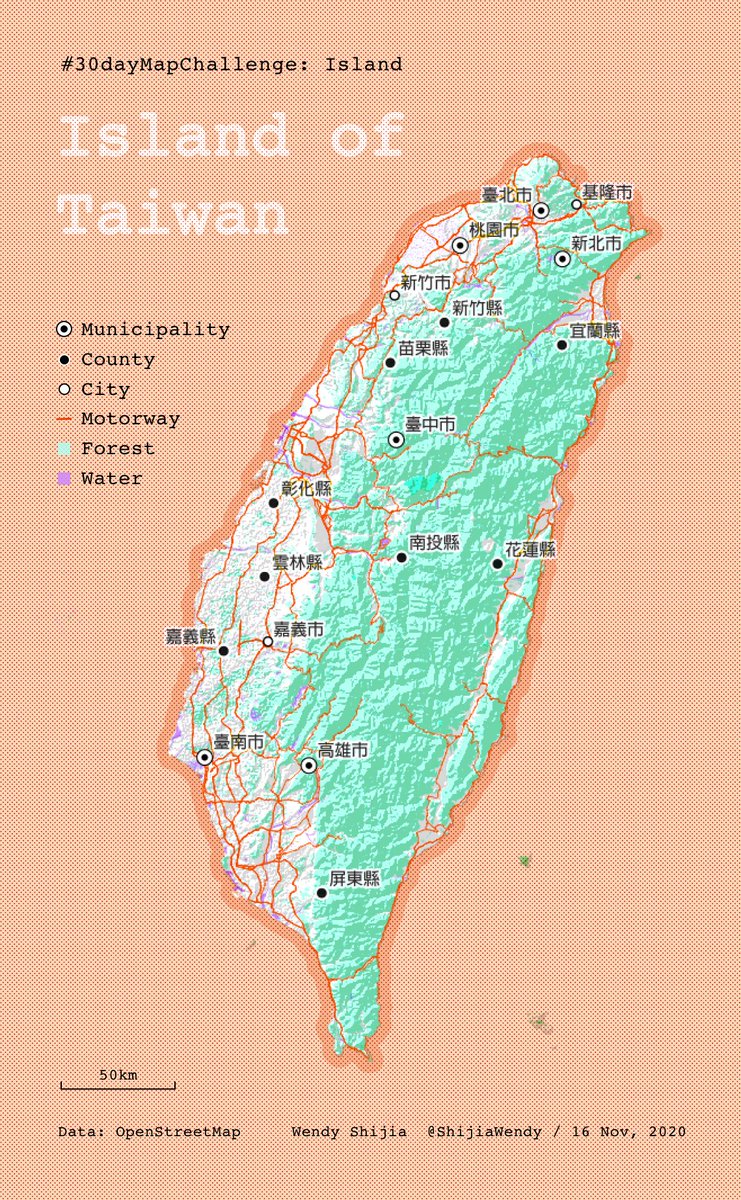 #30dayMapChallenge: Island
Island of
Taiwan
臺北市
基隆市
桃園市
新北市
新竹市
新竹縣
宜蘭縣
苗栗縣
Municipality
County
City
Motorway
Forest
Water
臺中市
彰化縣
南投縣
花蓮縣
雲林縣
嘉義市
嘉義縣
臺南市
高雄市
屏東縣
50km
Data: OpenStreetMap
Wendy Shijia @ShijiaWendy / 16 Nov, 2020